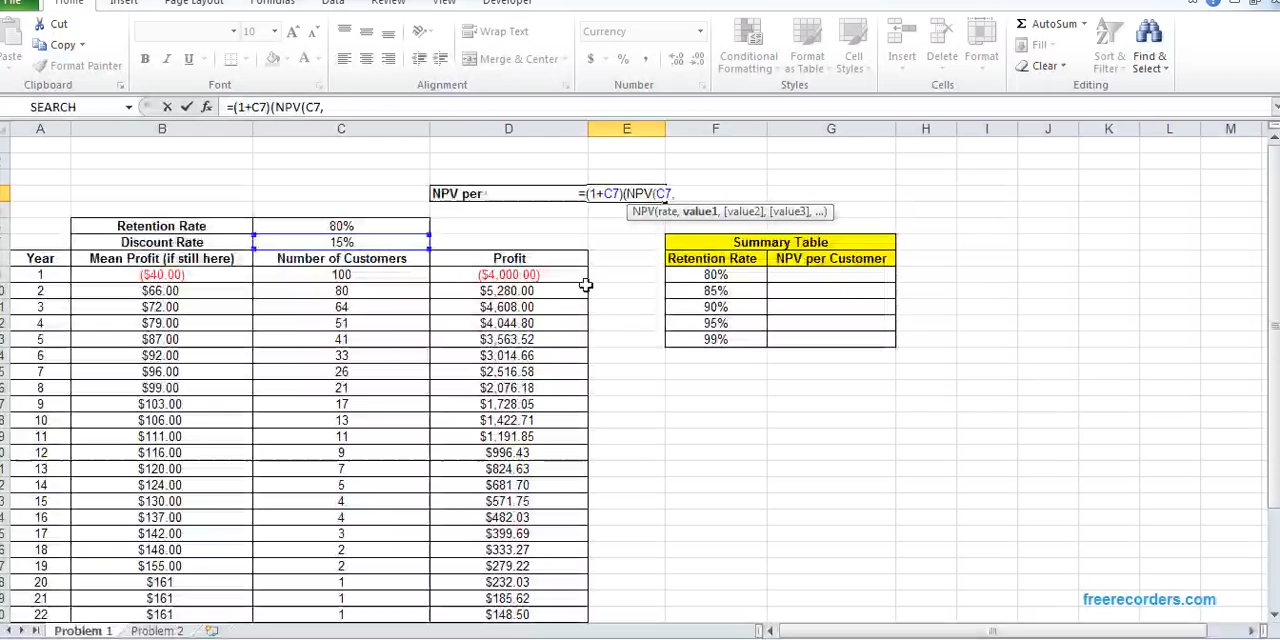 File Home Insert Page Layout Formulas Data Review View Developer
Cut
Copy
Paste
Format Painter
Clipboard
10
B I U
Font
Wrap Text
Merge & Center
Alignment
Currency
$ % ,
Number
Conditional Formatting
Format as Table
Cell Styles
Styles
Insert Delete Format
Cells
Σ AutoSum
Fill
Clear
Sort & Filter
Find & Select
Editing
SEARCH fx =(1+C7)(NPV(C7,
A B C D E F G H I J K L M
NPV per =(1+C7)(NPV(C7,
NPV(rate, value1, [value2], [value3], ...)
Retention Rate 80%
Discount Rate 15% Summary Table
Year Mean Profit (if still here) Number of Customers Profit Retention Rate NPV per Customer
1 ($40.00) 100 ($4,000.00) 80%
2 $66.00 80 $5,280.00 85%
3 $72.00 64 $4,608.00 90%
4 $79.00 51 $4,044.80 95%
5 $87.00 41 $3,563.52 99%
6 $92.00 33 $3,014.66
7 $96.00 26 $2,516.58
8 $99.00 21 $2,076.18
9 $103.00 17 $1,728.05
10 $106.00 13 $1,422.71
11 $111.00 11 $1,191.85
12 $116.00 9 $996.43
13 $120.00 7 $824.63
14 $124.00 5 $681.70
15 $130.00 4 $571.75
16 $137.00 4 $482.03
17 $142.00 3 $399.69
18 $148.00 2 $333.27
19 $155.00 2 $279.22
20 $161 1 $232.03
21 $161 1 $185.62
22 $161 1 $148.50
freerecorders.com
Problem 1 Problem 2